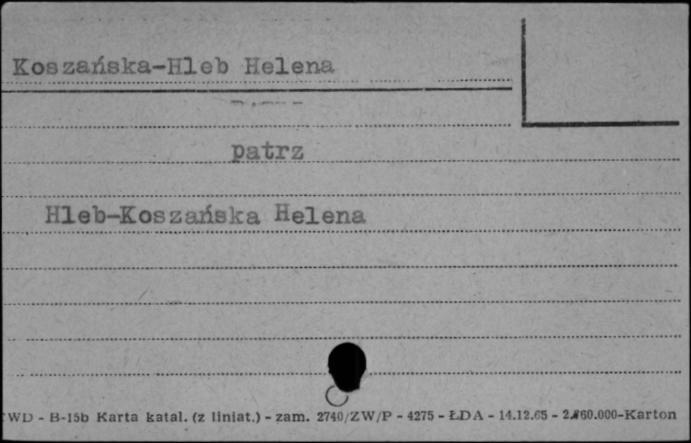 Koszańska-Hleb Helena
patrz
Hleb-Koszańska Helena
WD - B-15b Karta katal. (z liniat.) - zam. 2740/ZW/P - 4275 - ŁDA - 14.12.65 - Karton